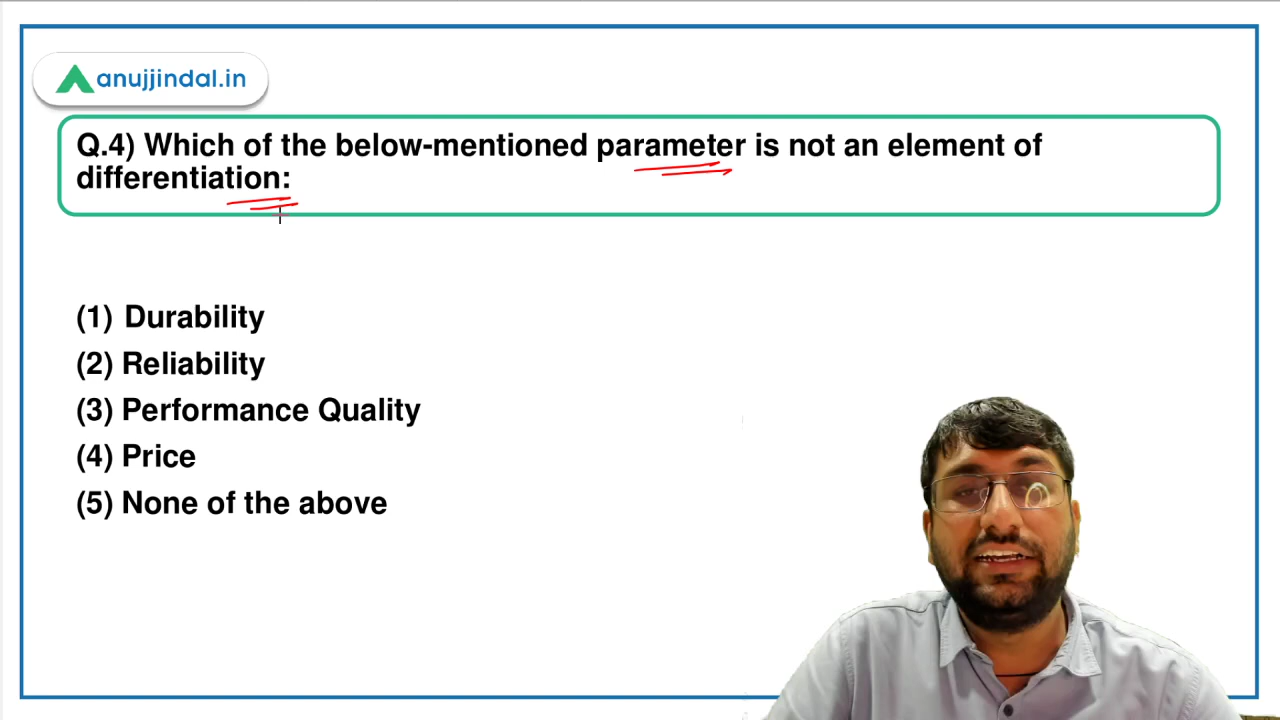 anujjindal.in
Q.4) Which of the below-mentioned parameter is not an element of
differentiation:
(1) Durability
(2) Reliability
(3) Performance Quality
(4) Price
(5) None of the above